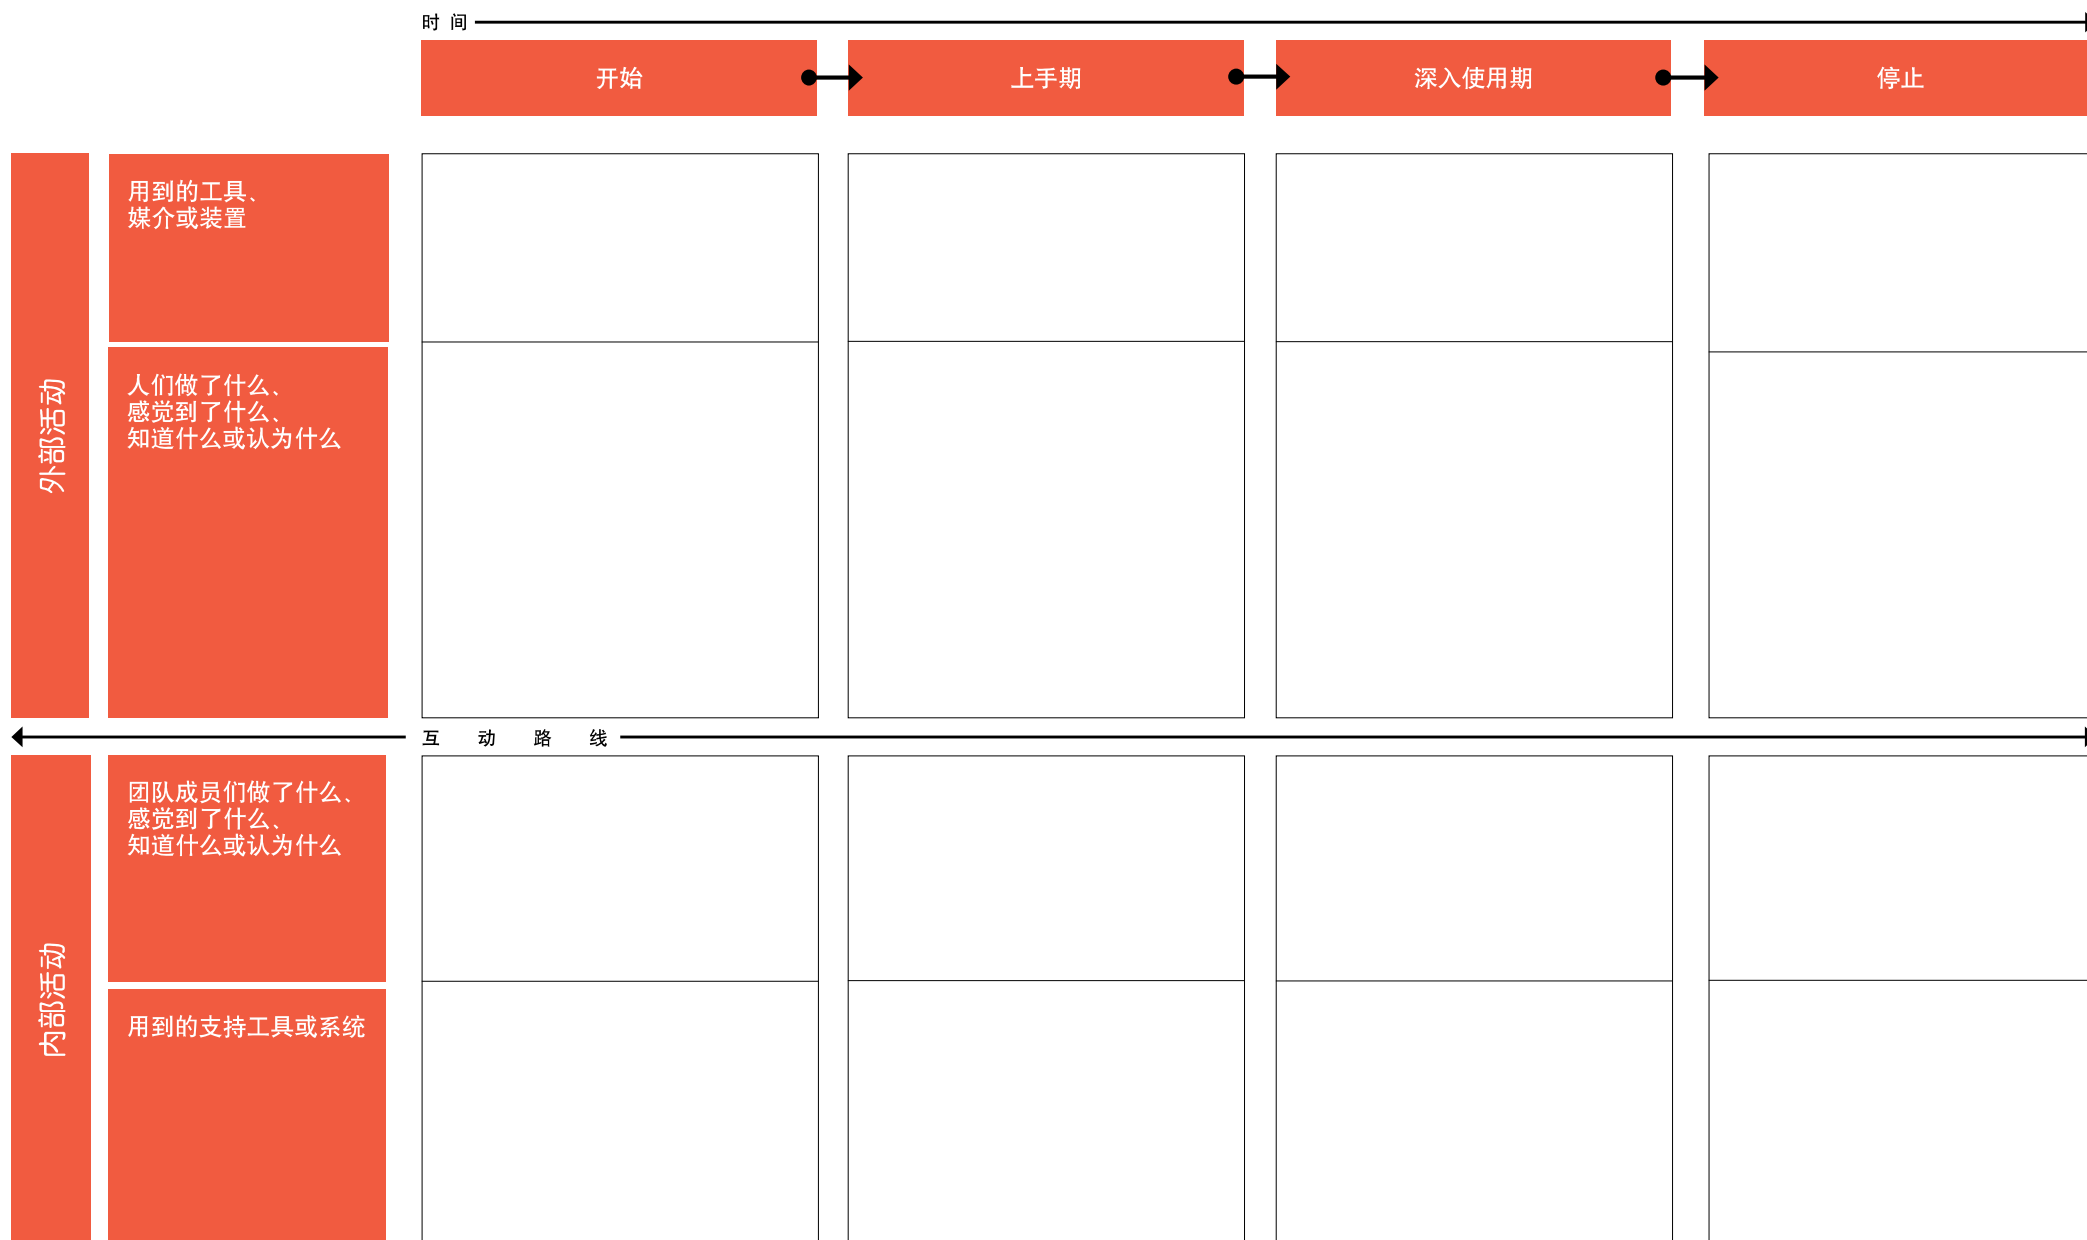 时 间
开始
上手期
深入使用期
停止
外部活动
用到的工具、
媒介或装置
人们做了什么、
感觉到了什么、
知道什么或认为什么
互 动 路 线
内部活动
团队成员们做了什么、
感觉到了什么、
知道什么或认为什么
用到的支持工具或系统